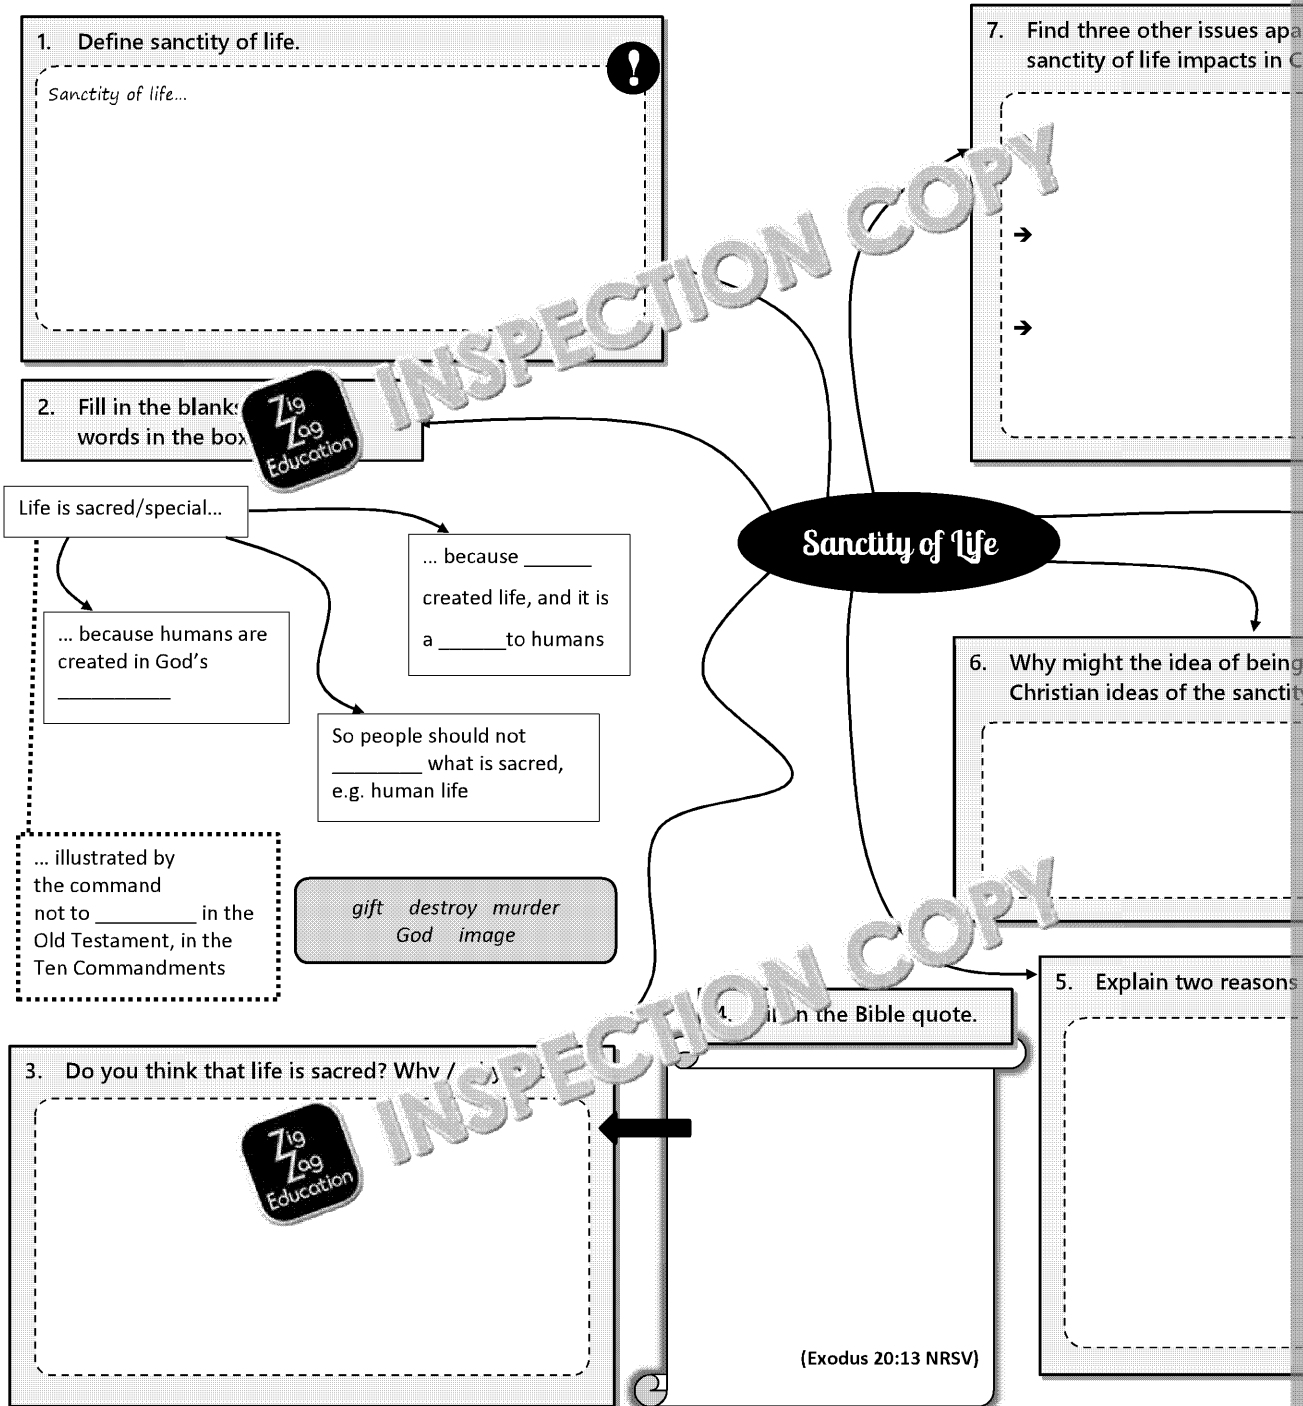 1. Define sanctity of life.
Sanctity of life...
!
2. Fill in the blanks
words in the box
Life is sacred/special...
... because ______
created life, and it is
a ______to humans
... because humans are
created in God's
__________
So people should not
________ what is sacred,
e.g. human life
... illustrated by
the command
not to _________ in the
Old Testament, in the
Ten Commandments
gift destroy murder
God image
3. Do you think that life is sacred? Why /
4. in the Bible quote.
(Exodus 20:13 NRSV)
Sanctity of Life
5. Explain two reasons
6. Why might the idea of being
Christian ideas of the sanctity
7. Find three other issues
sanctity of life impacts in
INSPECTION COPY
Zig
Zag
Education
INSPECTION COPY
Zig
Zag
Education